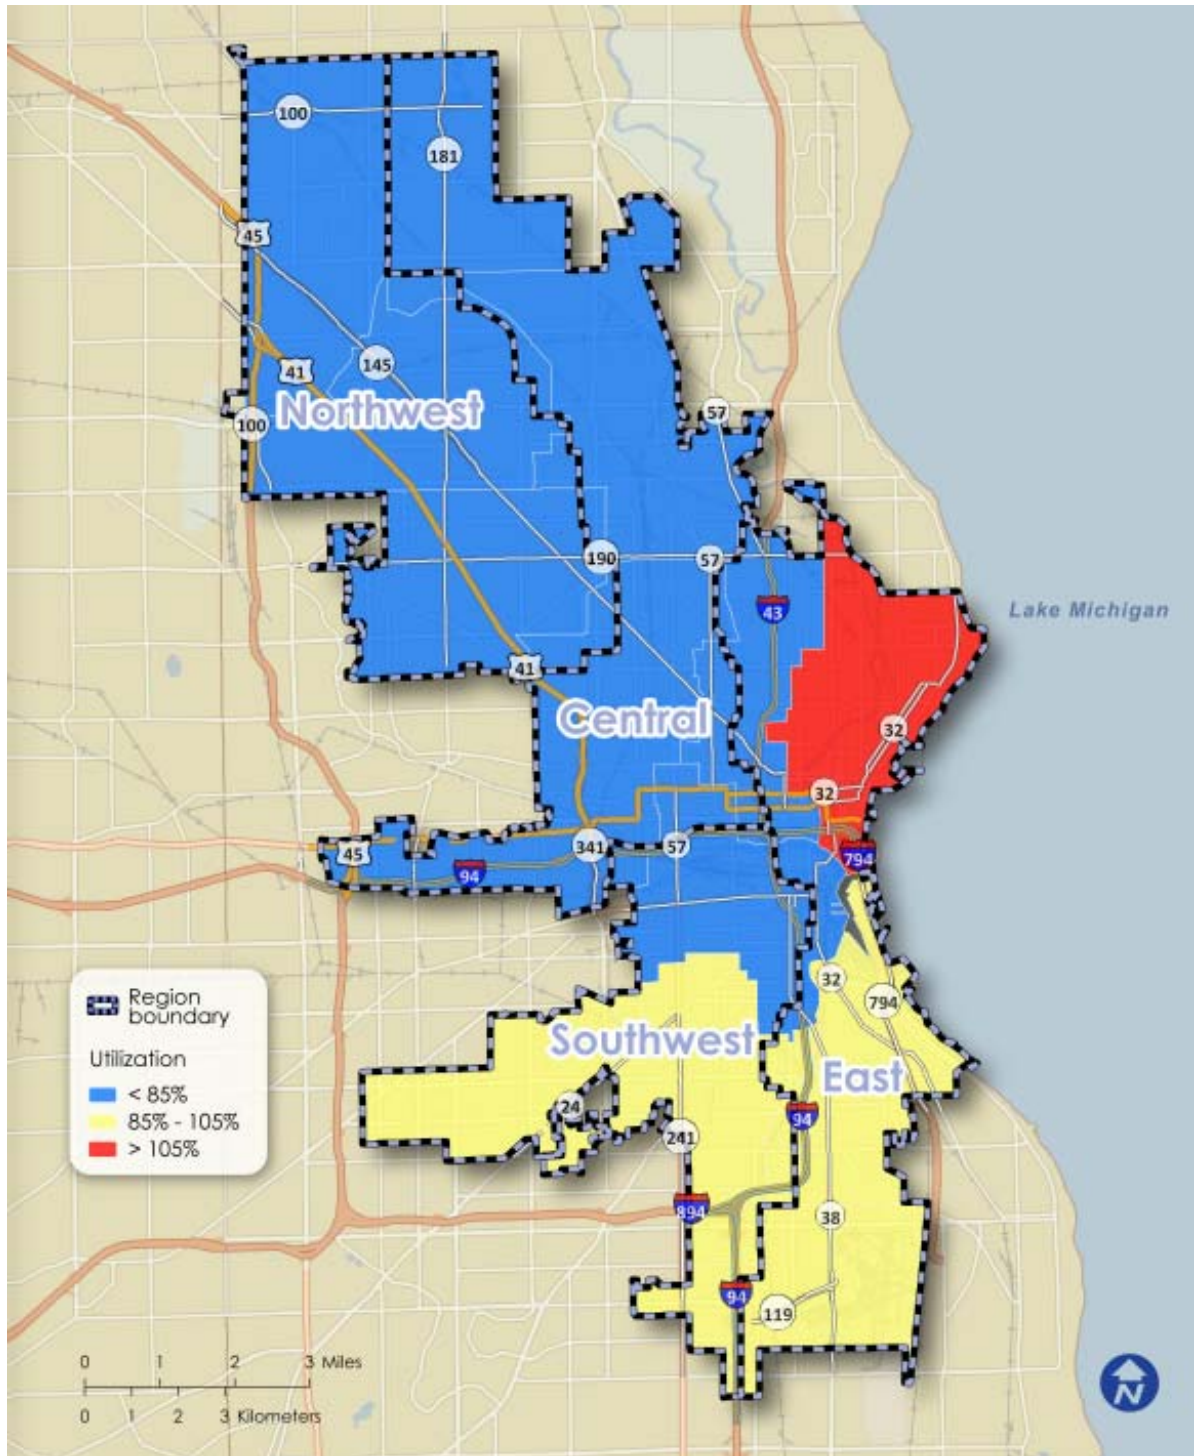 100
181
45
145
41
Northwest
100
57
190
57
43
Lake Michigan
41
Central
32
32
341
57
45
94
794
32
794
Region
boundary
Southwest
Utilization
East
< 85%
85% - 105%
> 105%
24
94
241
894
38
94
119
0 1 2 3 Miles
0 1 2 3 Kilometers
N